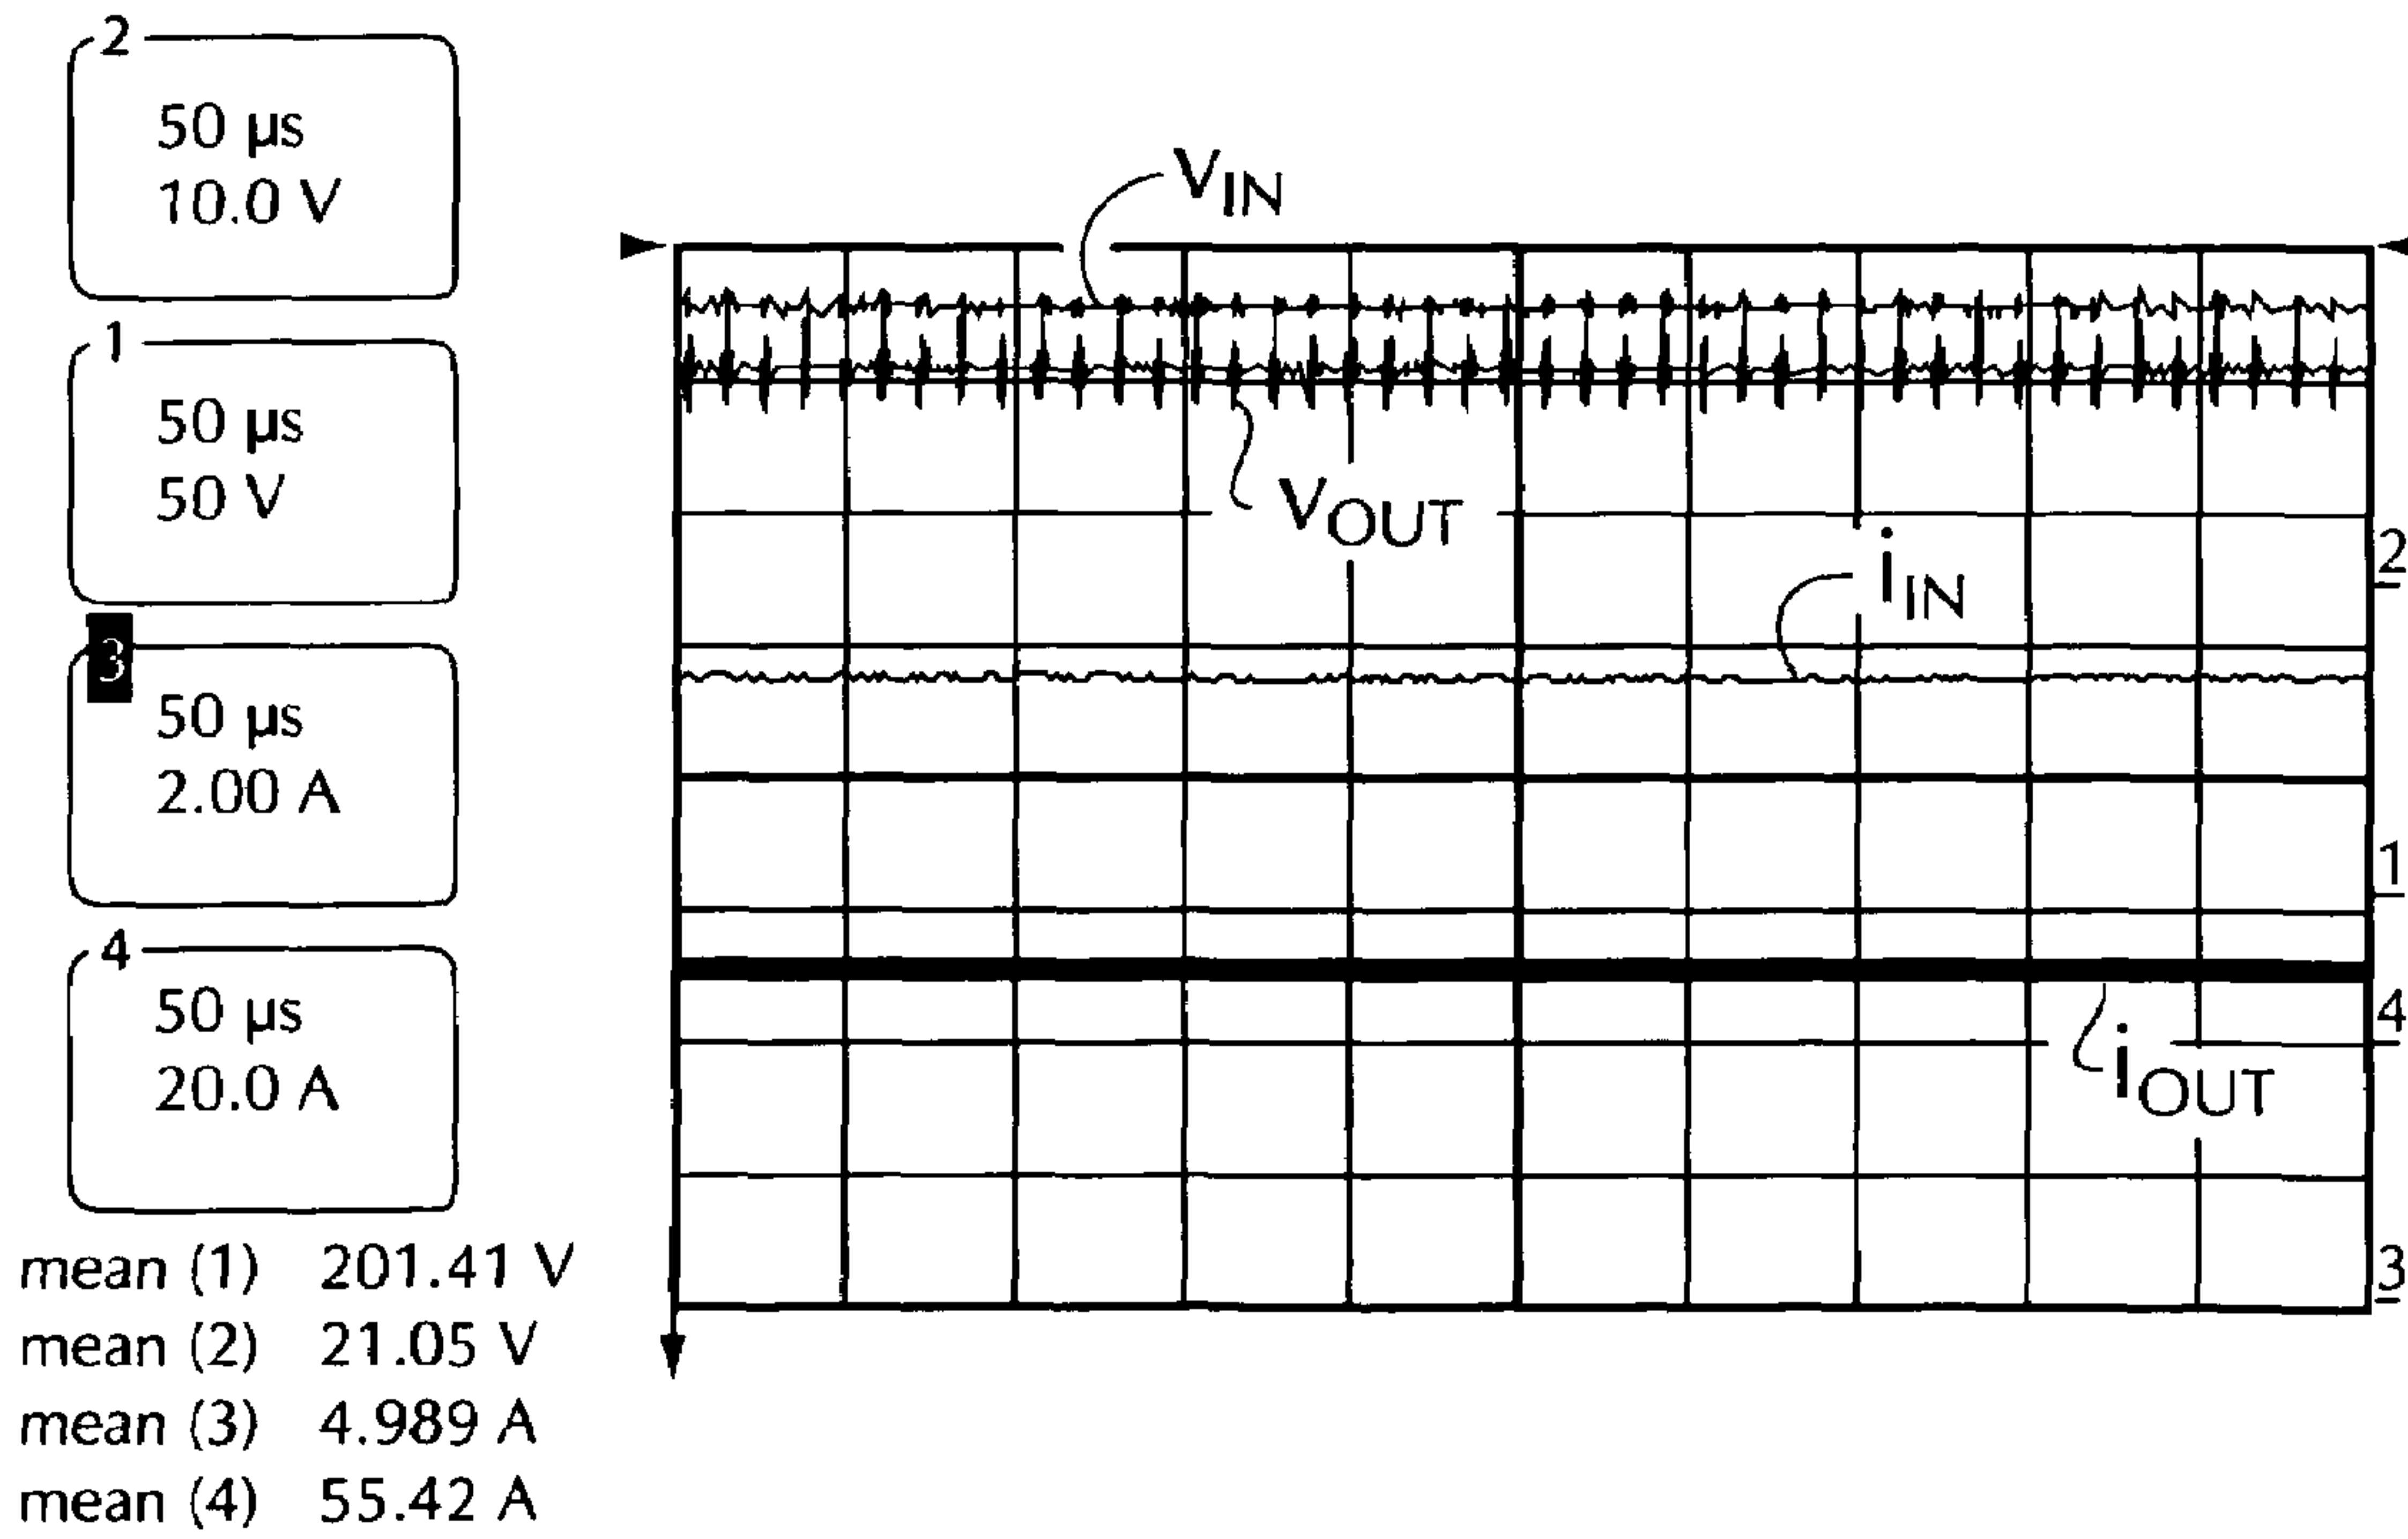 2
50 µs
10.0 V
1
50 µs
50 V
3
50 µs
2.00 A
4
50 µs
20.0 A
mean (1) 201.41 V
mean (2) 21.05 V
mean (3) 4.989 A
mean (4) 55.42 A
VIN
VOUT
iIN
iOUT
2
1
4
3